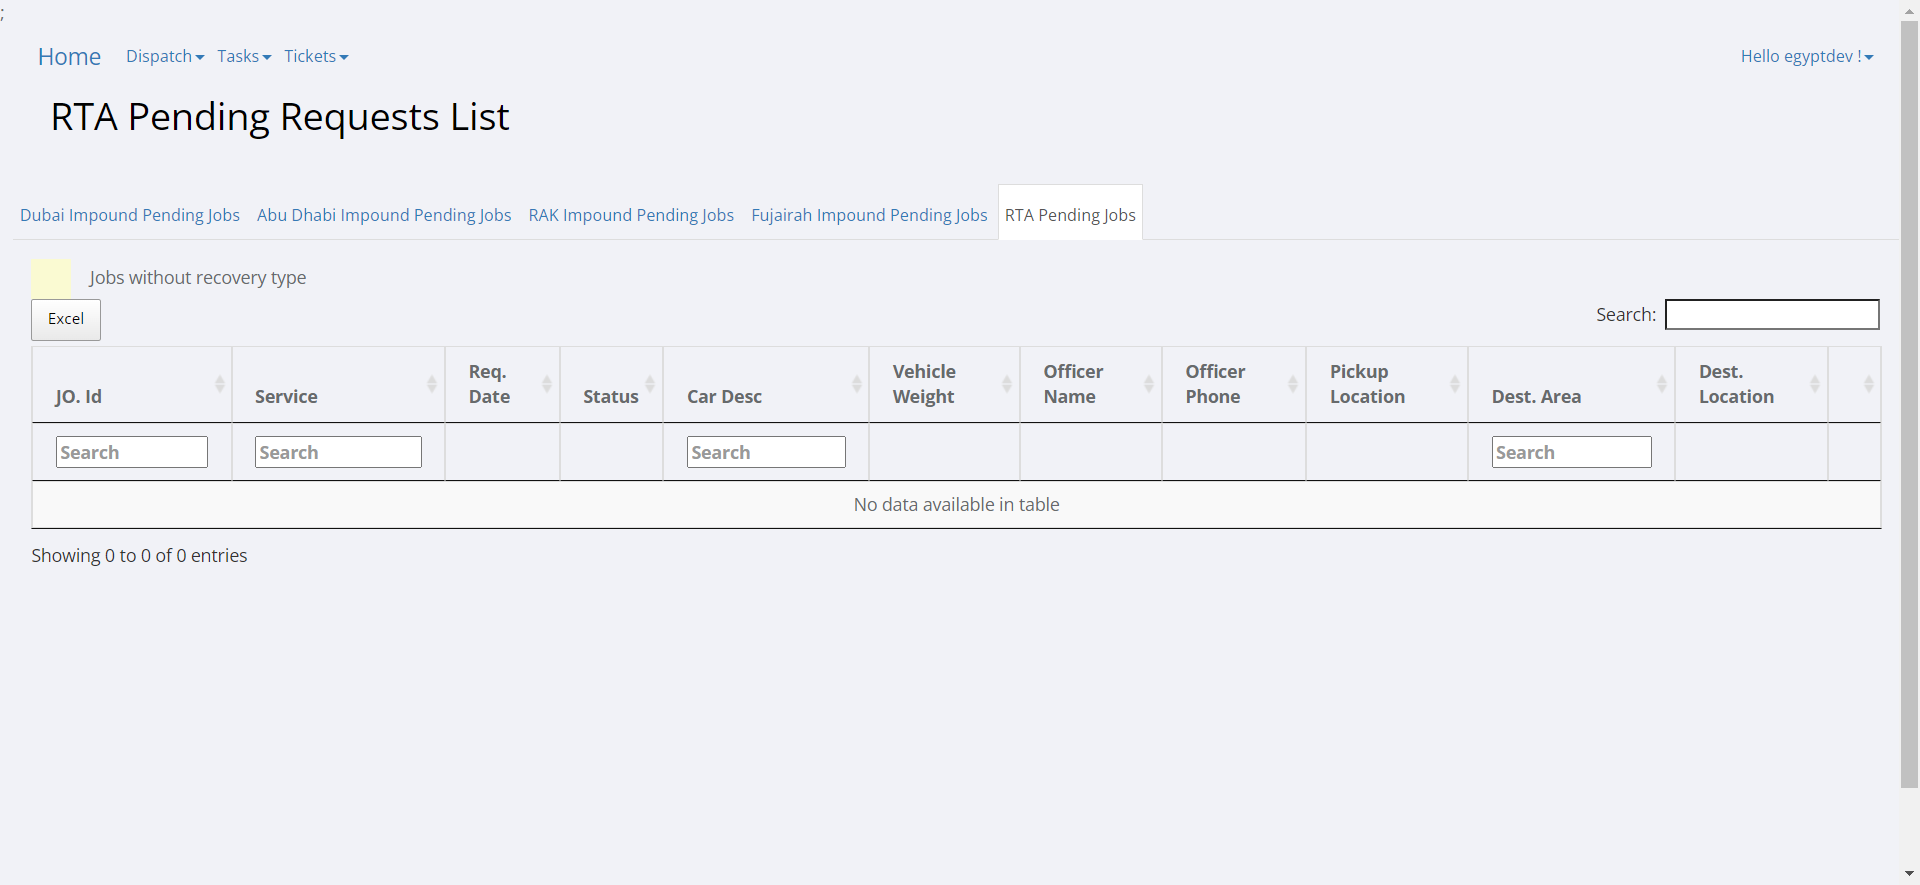 ;
Home Dispatch Tasks Tickets Hello egyptdev !
RTA Pending Requests List
Dubai Impound Pending Jobs Abu Dhabi Impound Pending Jobs RAK Impound Pending Jobs Fujairah Impound Pending Jobs RTA Pending Jobs
Jobs without recovery type
Excel Search:
JO. Id Service Req. Date Status Car Desc Vehicle Weight Officer Name Officer Phone Pickup Location Dest. Area Dest. Location
Search Search Search Search
No data available in table
Showing 0 to 0 of 0 entries